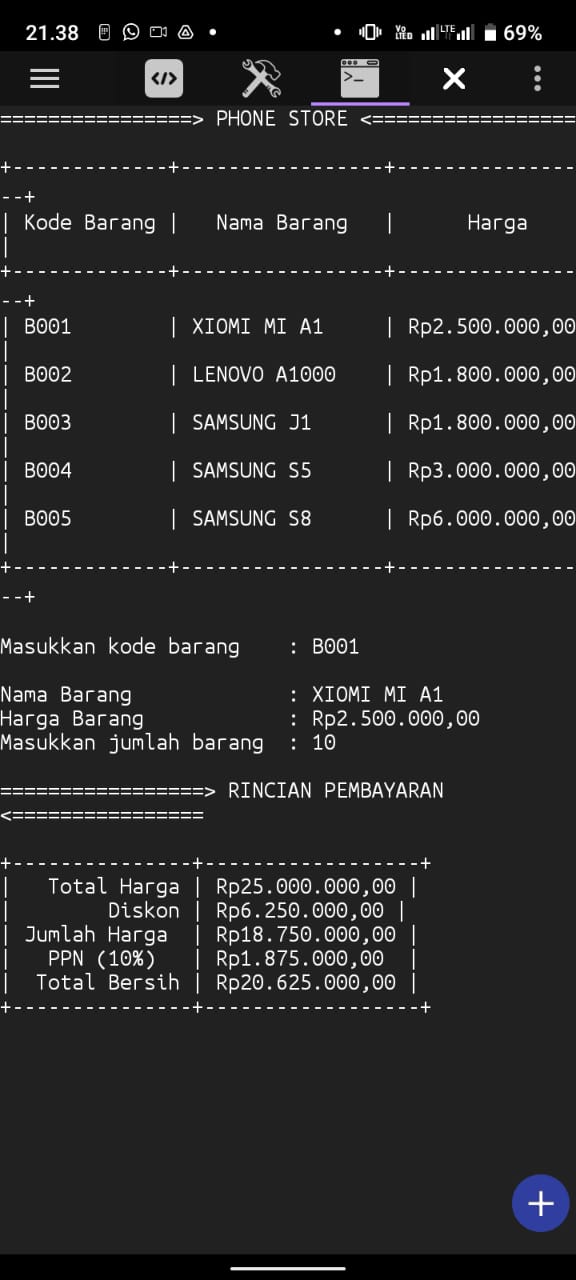 21.38 VoLTED LTE 69%
</>
>_
================> PHONE STORE <=================
+------------+-----------------+---------------
--+
| Kode Barang |   Nama Barang   |      Harga
|
+------------+-----------------+---------------
--+
| B001        | XIOMI MI A1     | Rp2.500.000,00
|
| B002        | LENOVO A1000    | Rp1.800.000,00
|
| B003        | SAMSUNG J1      | Rp1.800.000,00
|
| B004        | SAMSUNG S5      | Rp3.000.000,00
|
| B005        | SAMSUNG S8      | Rp6.000.000,00
|
+------------+-----------------+---------------
--+
Masukkan kode barang    : B001
Nama Barang             : XIOMI MI A1
Harga Barang            : Rp2.500.000,00
Masukkan jumlah barang  : 10
=================> RINCIAN PEMBAYARAN
<=================
+---------------+------------------+
|   Total Harga | Rp25.000.000,00 |
|        Diskon | Rp6.250.000,00 |
| Jumlah Harga  | Rp18.750.000,00 |
|   PPN (10%)   | Rp1.875.000,00  |
|  Total Bersih | Rp20.625.000,00 |
+---------------+------------------+